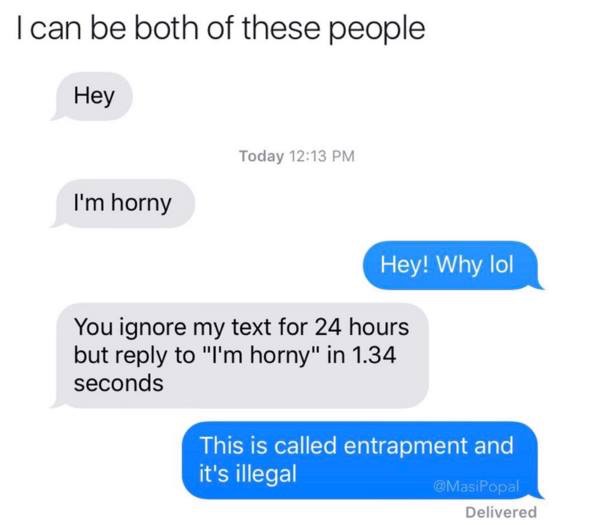 I can be both of these people
Hey
Today 12:13 PM
I'm horny
Hey! Why lol
You ignore my text for 24 hours
but reply to "I'm horny" in 1.34
seconds
This is called entrapment and
it's illegal
@MasiPopal
Delivered